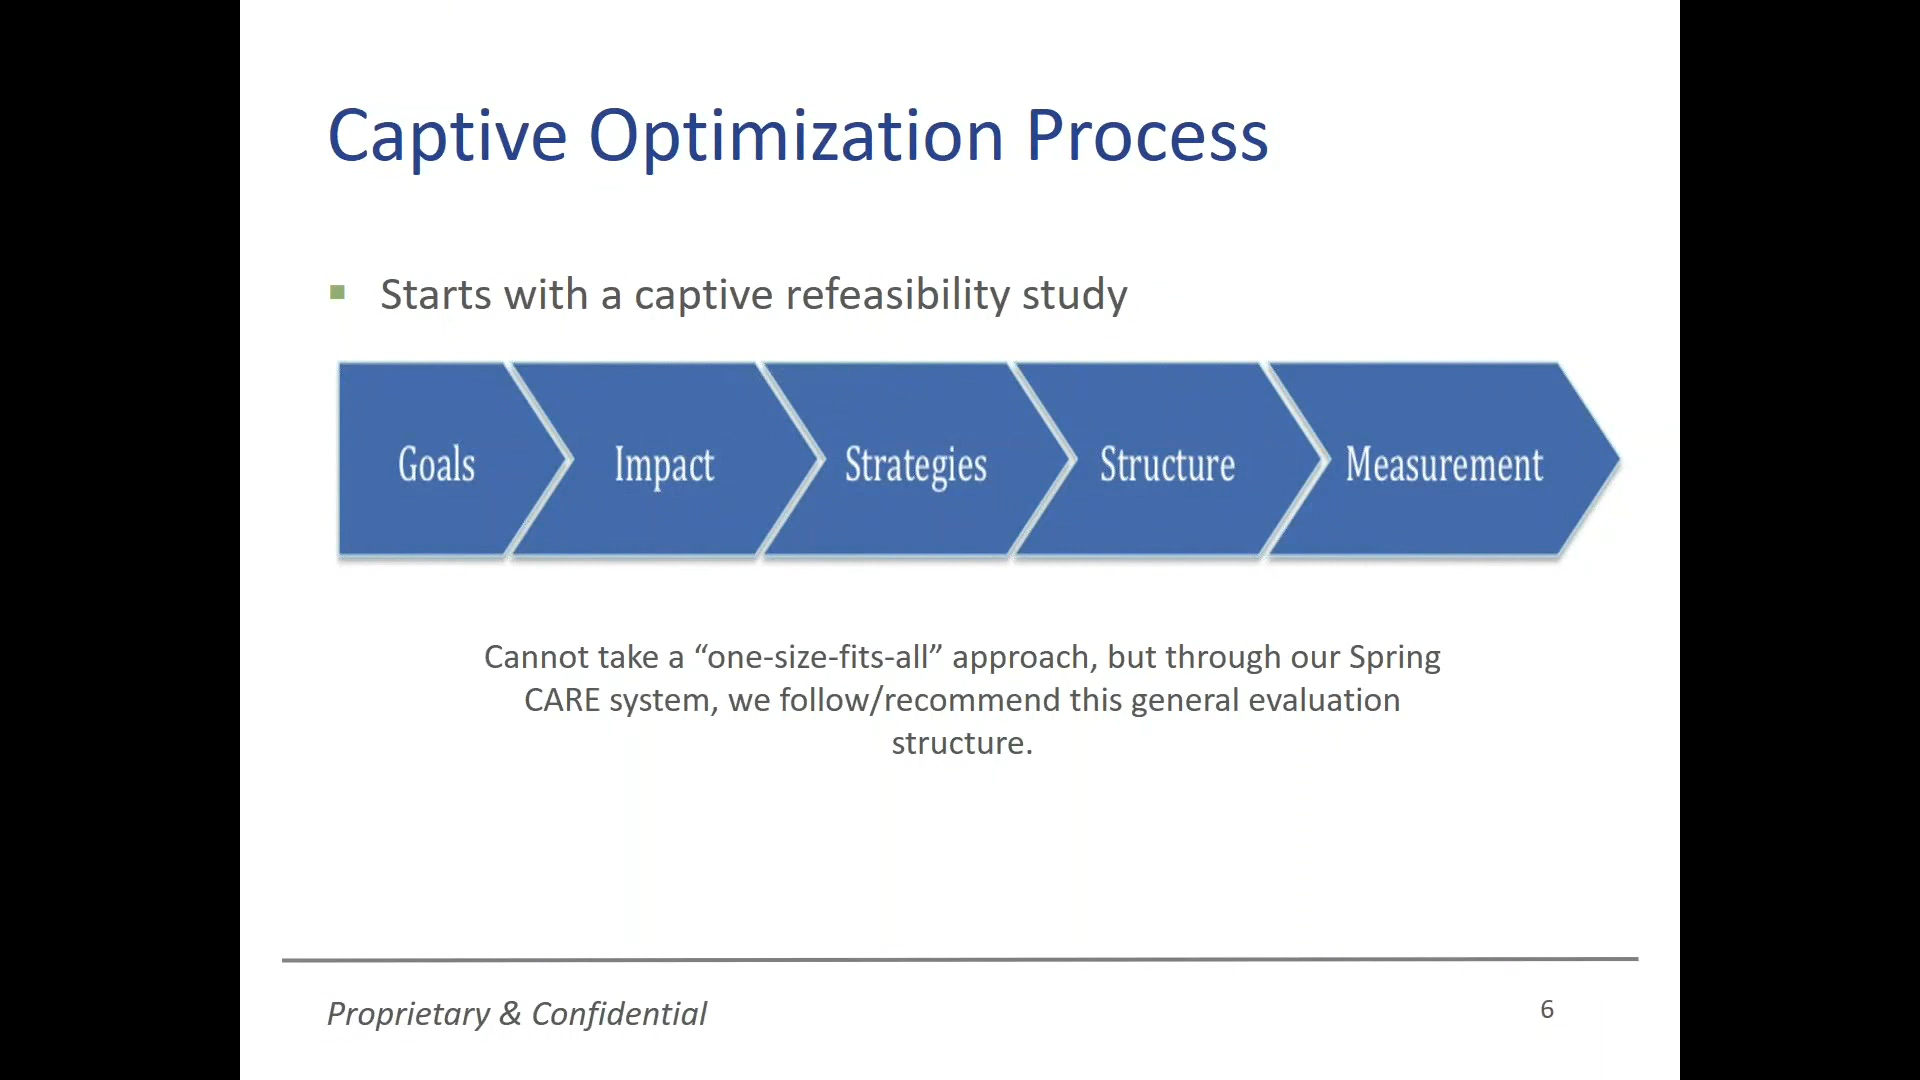 Captive Optimization Process
▪ Starts with a captive refeasibility study
Goals
Impact
Strategies
Structure
Measurement
Cannot take a “one-size-fits-all” approach, but through our Spring
CARE system, we follow/recommend this general evaluation
structure.
Proprietary & Confidential
6